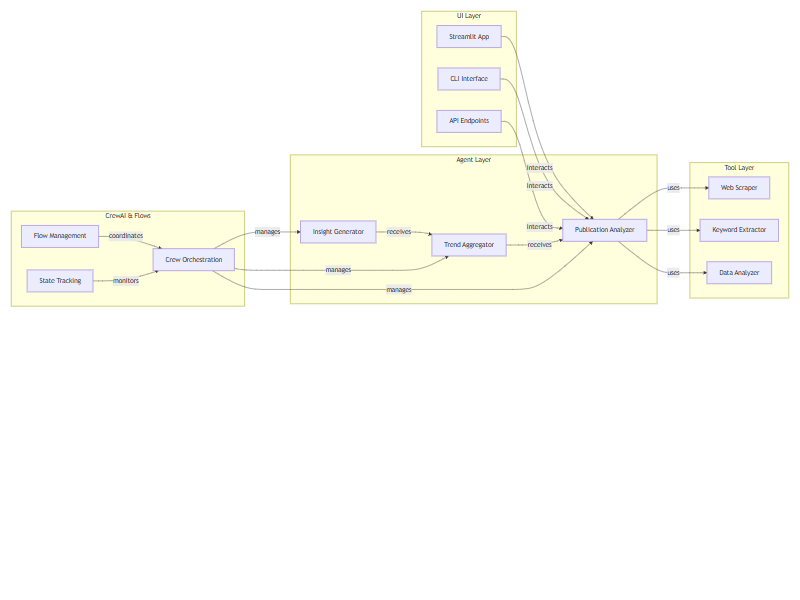 UI Layer
Streamlit App
CLI Interface
API Endpoints
Agent Layer
Interacts
Interacts
Interacts
Insight Generator
receives
Trend Aggregator
receives
Publication Analyzer
Tool Layer
uses
Web Scraper
uses
Keyword Extractor
uses
Data Analyzer
CrewAI & Flows
Flow Management
coordinates
Crew Orchestration
State Tracking
monitors
manages
manages
manages